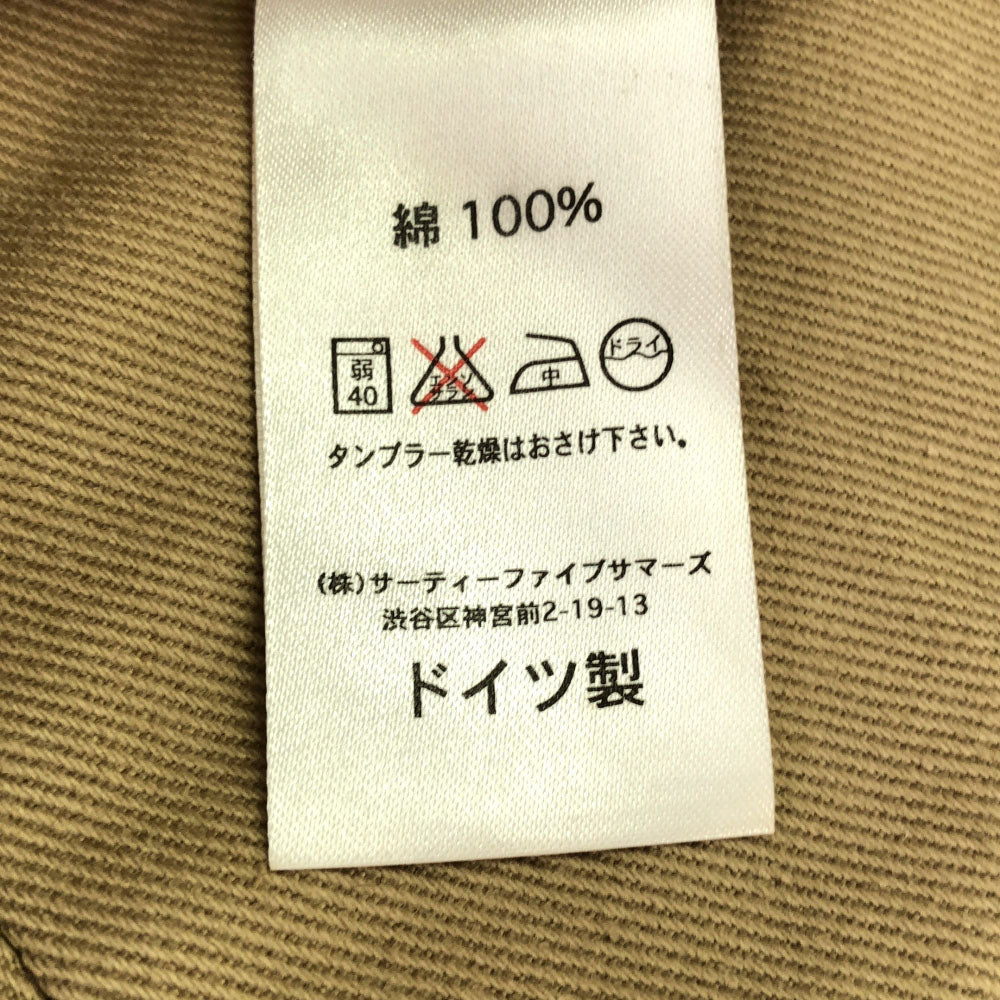 綿 100%
弱 エンソ 中 ドライ
40 サラシ
タンブラー乾燥はおさけ下さい。
(株)サーティーファイブサマーズ
渋谷区神宮前2-19-13
ドイツ製